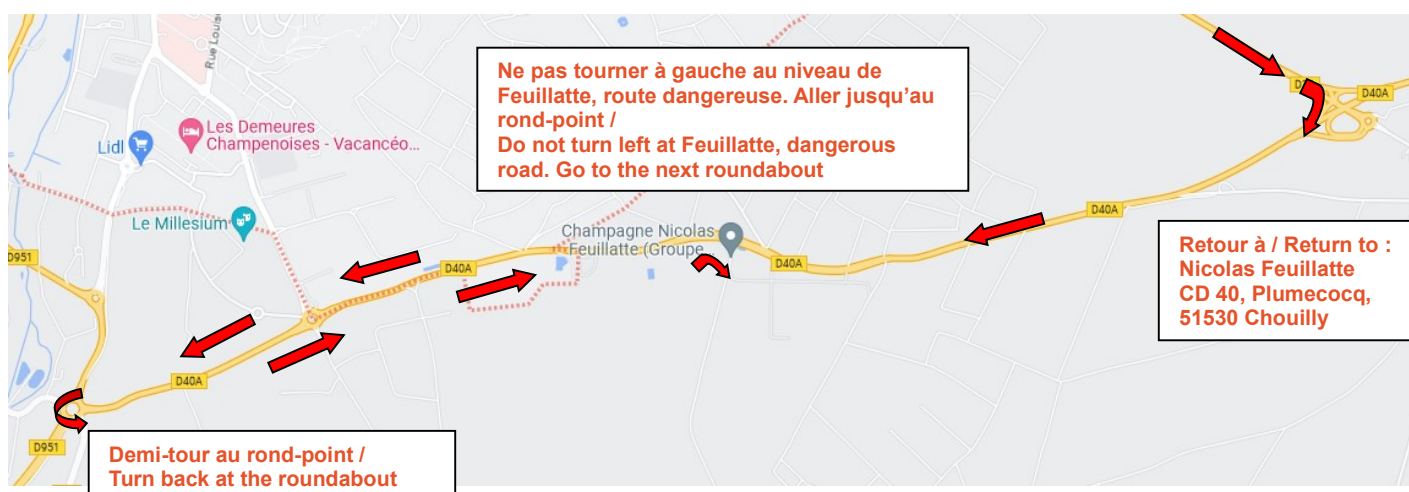 Rue Louise
Ne pas tourner à gauche au niveau de
Feuillatte, route dangereuse. Aller jusqu’au
rond-point /
Do not turn left at Feuillatte, dangerous
road. Go to the next roundabout
D40A
Les Demeures
Champenoises - Vacancéo...
Lidl
Le Millesium
D40A
Champagne Nicolas
Feuillatte (Groupe
Retour à / Return to :
Nicolas Feuillatte
CD 40, Plumecocq,
51530 Chouilly
D951
D40A
D40A
D40A
D951
Demi-tour au rond-point /
Turn back at the roundabout